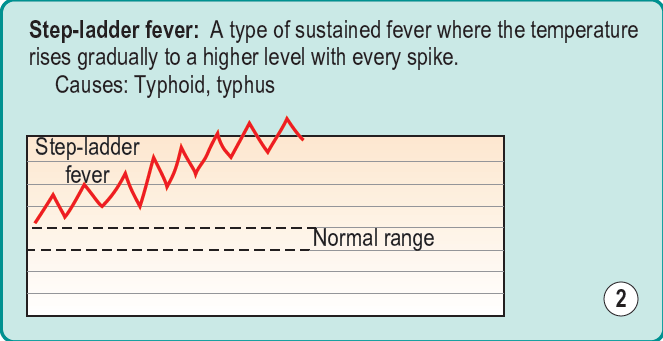 Step-ladder fever: A type of sustained fever where the temperature
rises gradually to a higher level with every spike.
Causes: Typhoid, typhus
Step-ladder
fever
Normal range
2